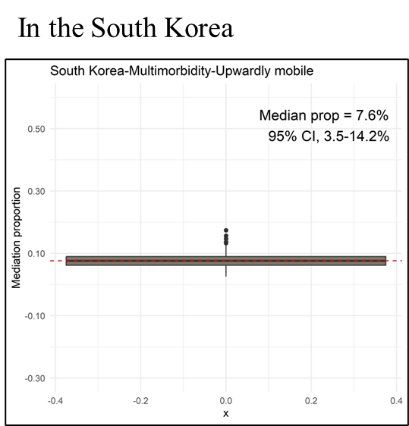 In the South Korea
South Korea-Multimorbidity-Upwardly mobile
Median prop = 7.6%
95% CI, 3.5-14.2%
Mediation proportion
0.50
0.30
0.10
-0.10
-0.30
-0.4 -0.2 0.0 0.2 0.4
x